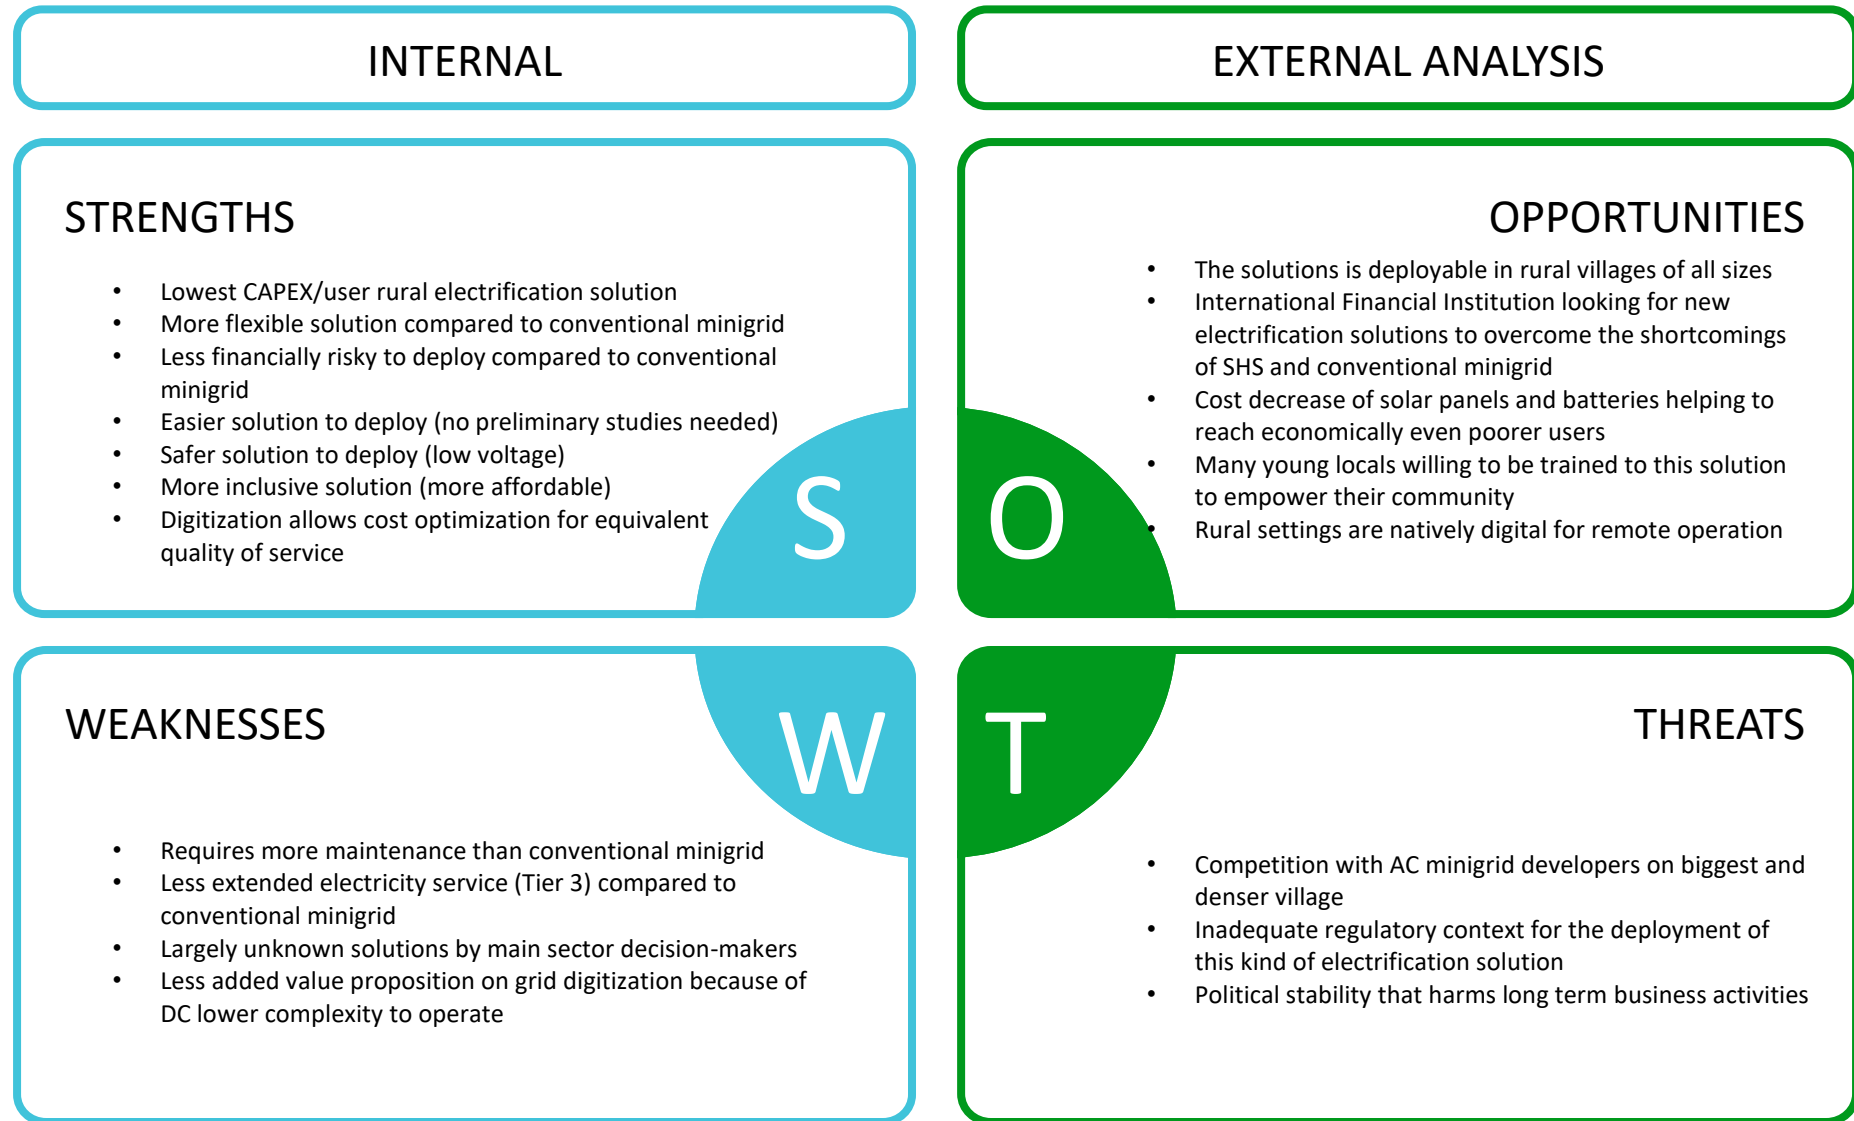 INTERNAL
EXTERNAL ANALYSIS
STRENGTHS
• Lowest CAPEX/user rural electrification solution
• More flexible solution compared to conventional minigrid
• Less financially risky to deploy compared to conventional
minigrid
• Easier solution to deploy (no preliminary studies needed)
• Safer solution to deploy (low voltage)
• More inclusive solution (more affordable)
• Digitization allows cost optimization for equivalent
quality of service
S
OPPORTUNITIES
• The solutions is deployable in rural villages of all sizes
• International Financial Institution looking for new
electrification solutions to overcome the shortcomings
of SHS and conventional minigrid
• Cost decrease of solar panels and batteries helping to
reach economically even poorer users
• Many young locals willing to be trained to this solution
to empower their community
• Rural settings are natively digital for remote operation
O
WEAKNESSES
W
• Requires more maintenance than conventional minigrid
• Less extended electricity service (Tier 3) compared to
conventional minigrid
• Largely unknown solutions by main sector decision-makers
• Less added value proposition on grid digitization because of
DC lower complexity to operate
THREATS
T
• Competition with AC minigrid developers on biggest and
denser village
• Inadequate regulatory context for the deployment of
this kind of electrification solution
• Political stability that harms long term business activities